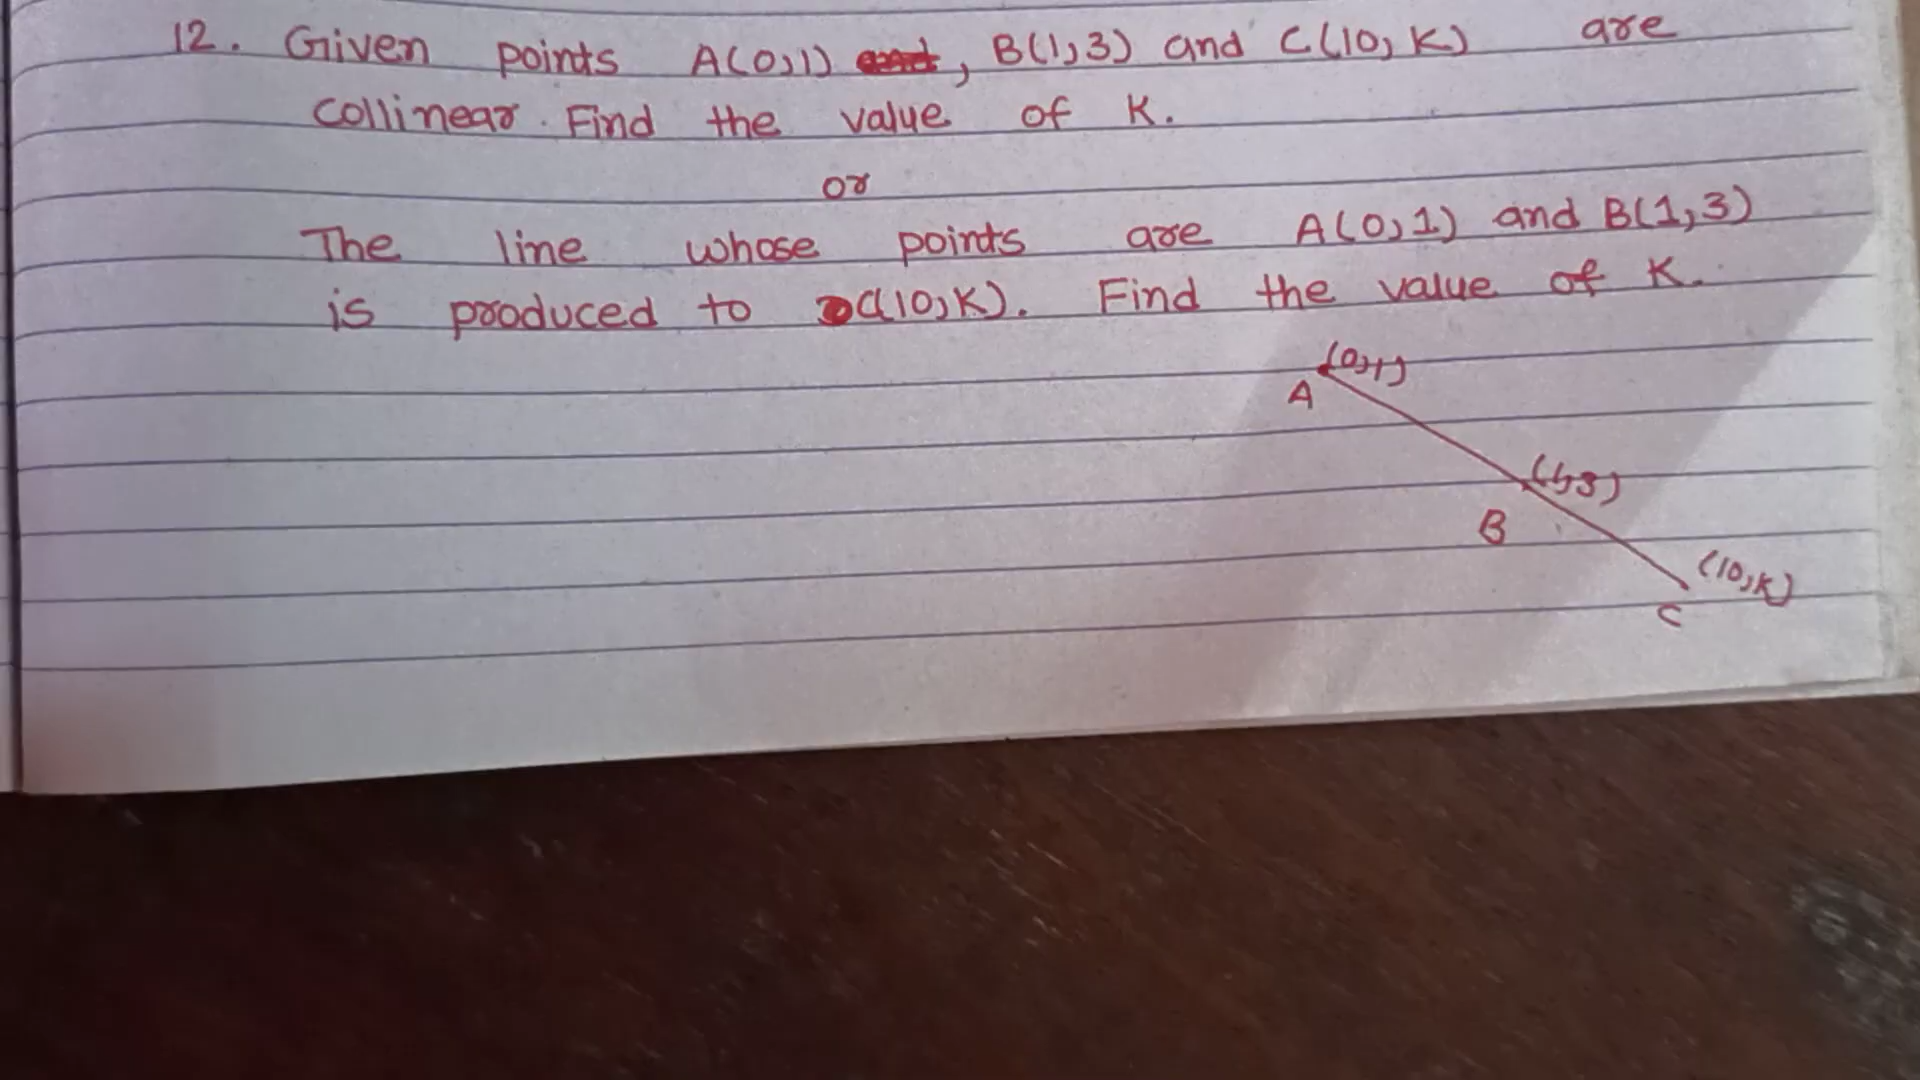 12. Given points A(0,1) , B(1,3) and C(10, K) are
collinear. Find the value of K.
or
The line whose points are A(0,1) and B(1,3)
is produced to C(10,K). Find the value of K.
(0,1)
A
(1,3)
B
(10,K)
C